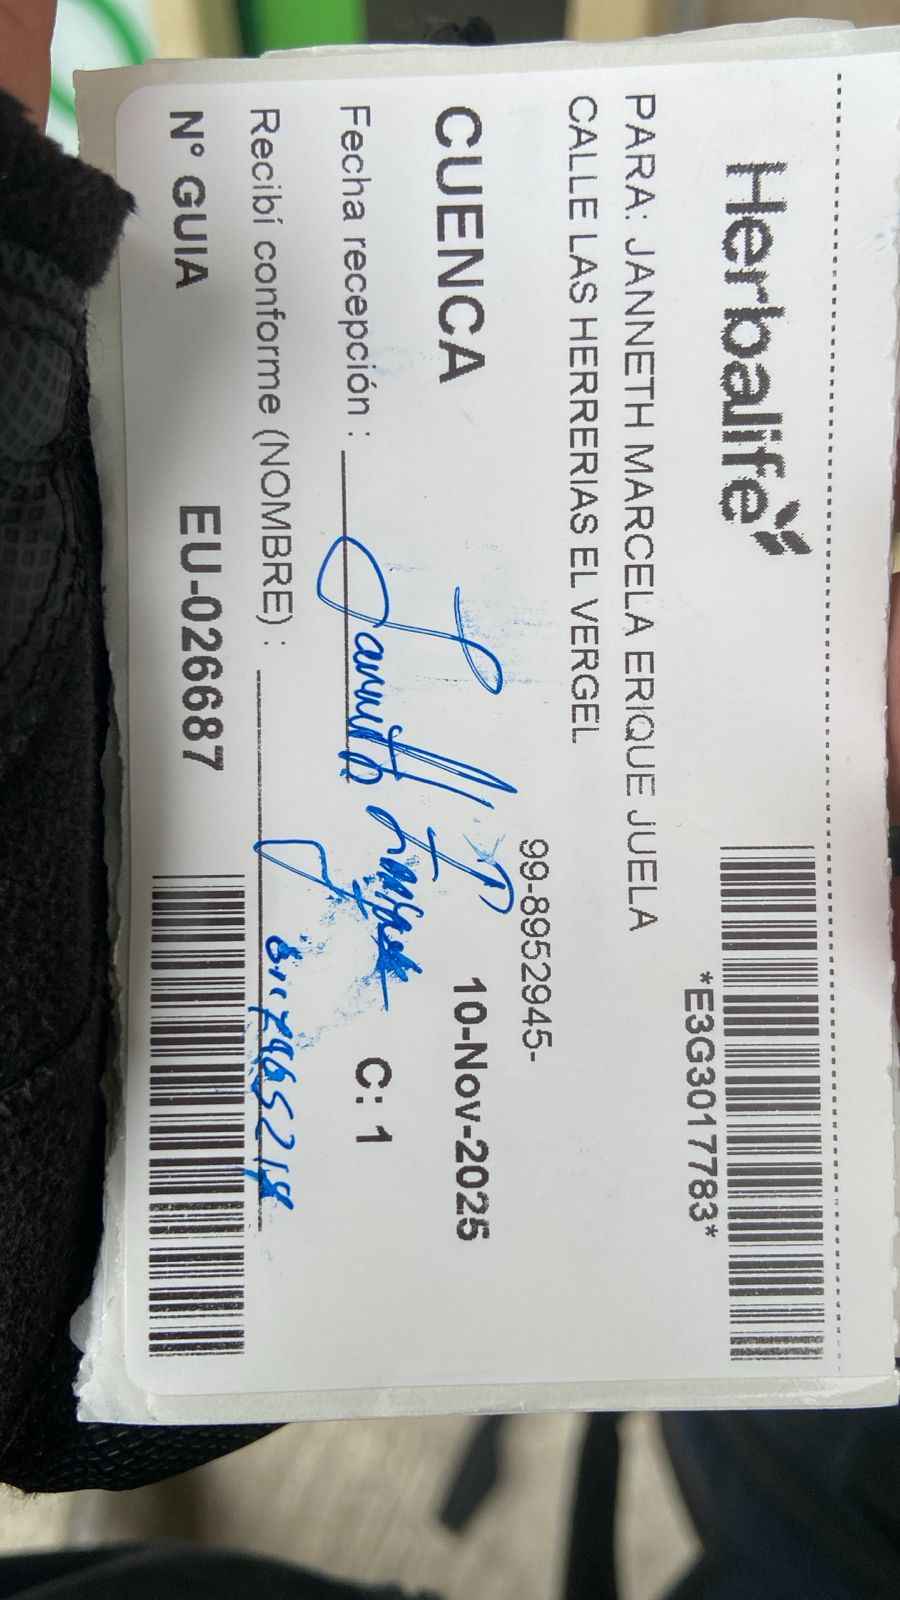 Herbalife
*E3G3017783*
PARA: JANNETH MARCELA ERIQUE JUELA
CALLE LAS HERRERIAS EL VERGEL
99-8952945-
CUENCA
10-Nov-2025
Fecha recepción :
C: 1
Recibí conforme (NOMBRE) :
N° GUIA
EU-026687